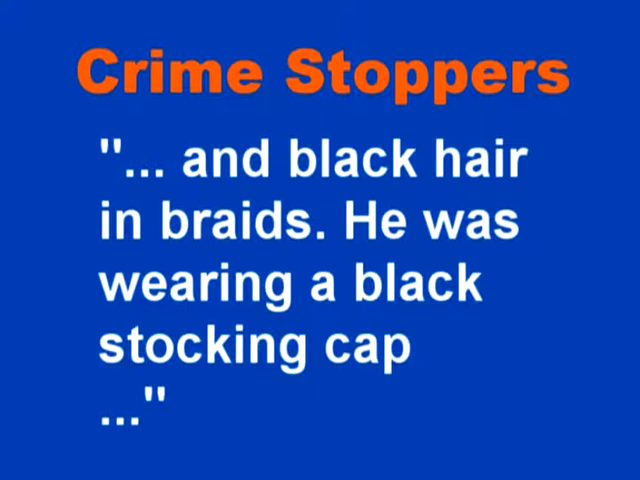 Crime Stoppers
"... and black hair
in braids. He was
wearing a black
stocking cap
..."